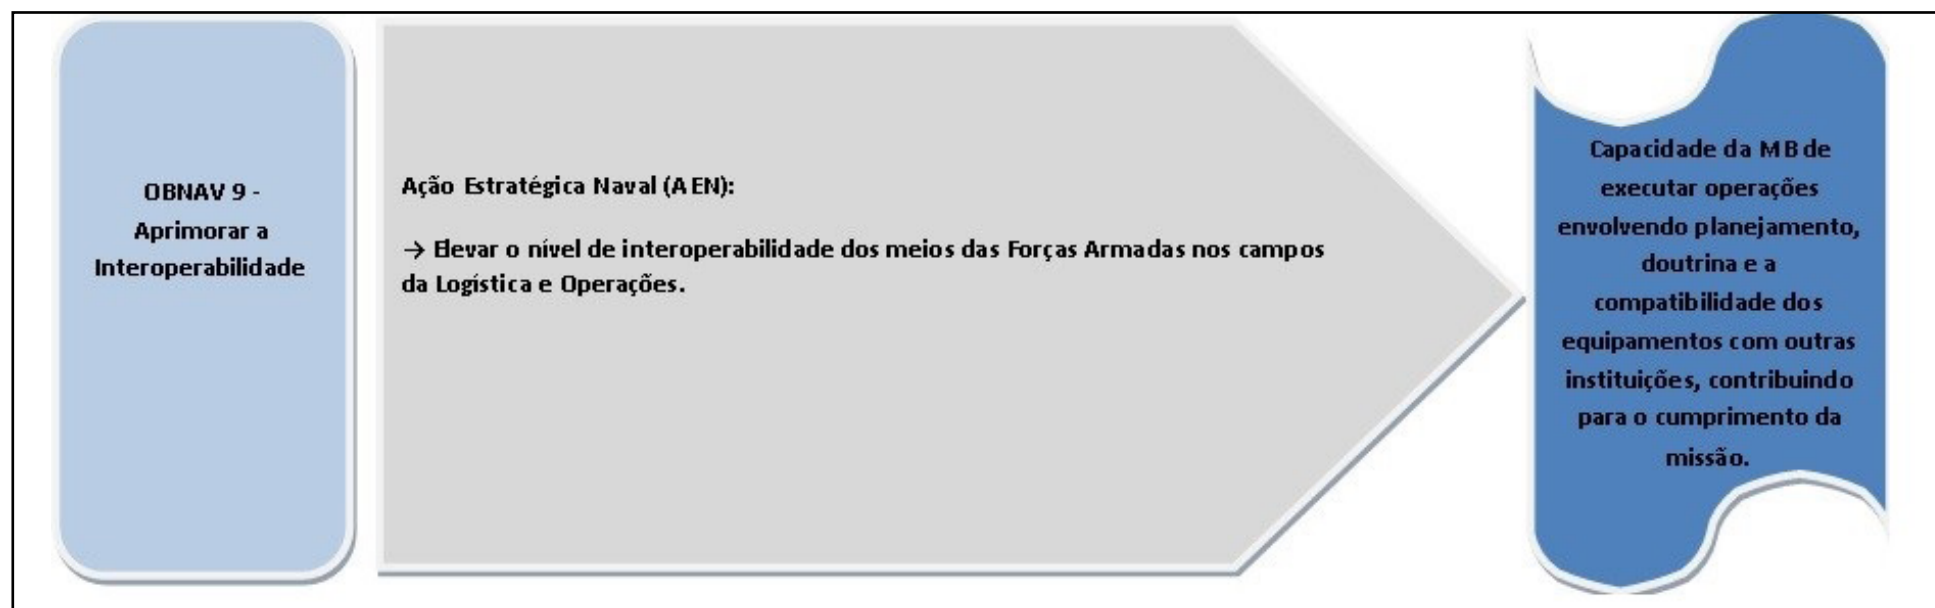 OBNAV 9 -
Aprimorar a
Interoperabilidade
Ação Estratégica Naval (AEN):
→ Elevar o nível de interoperabilidade dos meios das Forças Armadas nos campos
da Logística e Operações.
Capacidade da MB de
executar operações
envolvendo planejamento,
doutrina e a
compatibilidade dos
equipamentos com outras
instituições, contribuindo
para o cumprimento da
missão.